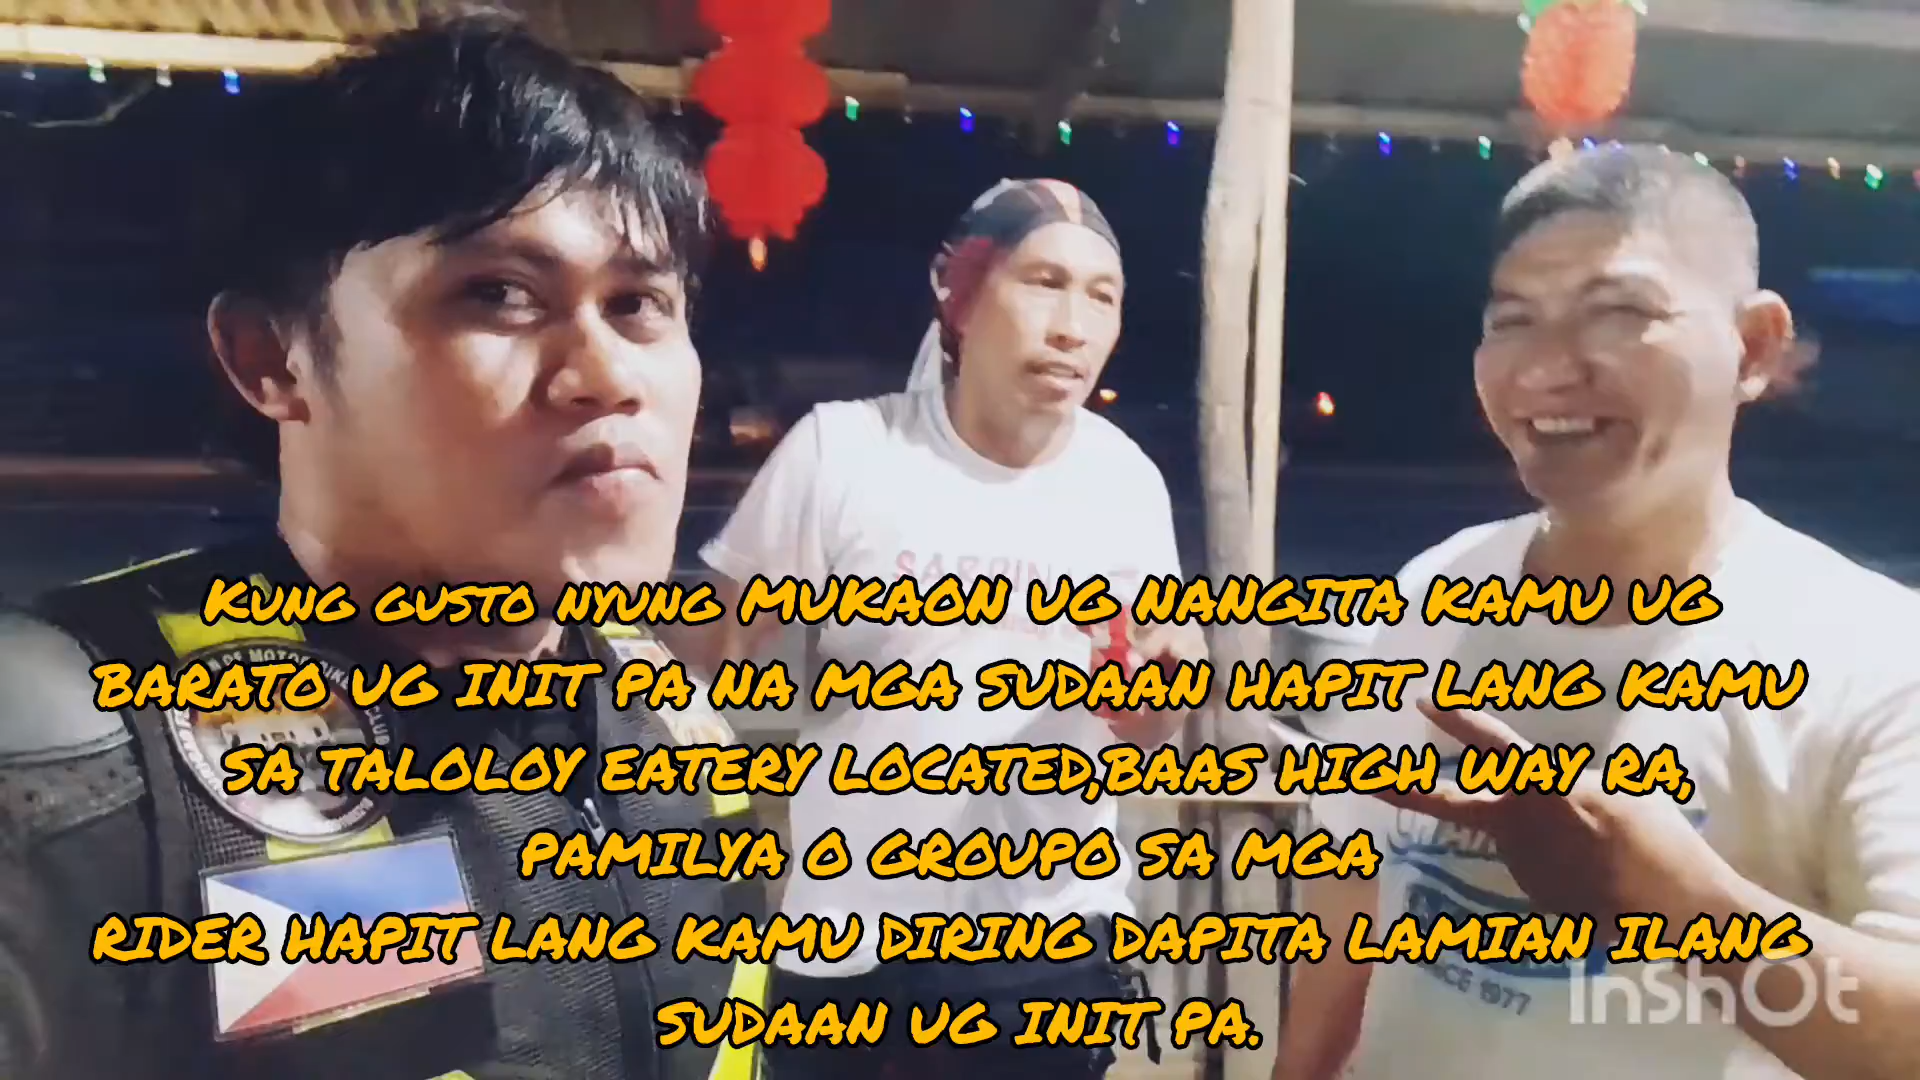 KUNG GUSTO NYUNG MUKAON UG NANGITA KAMU UG
BARATO UG INIT PA NA MGA SUDAAN HAPIT LANG KAMU
SA TALOLOY EATERY LOCATED,BAAS HIGH WAY RA,
PAMILYA O GROUPO SA MGA
RIDER HAPIT LANG KAMU DIRING DAPITA LAMIAN ILANG
SUDAAN UG INIT PA.
CLUB
1977
InShOt